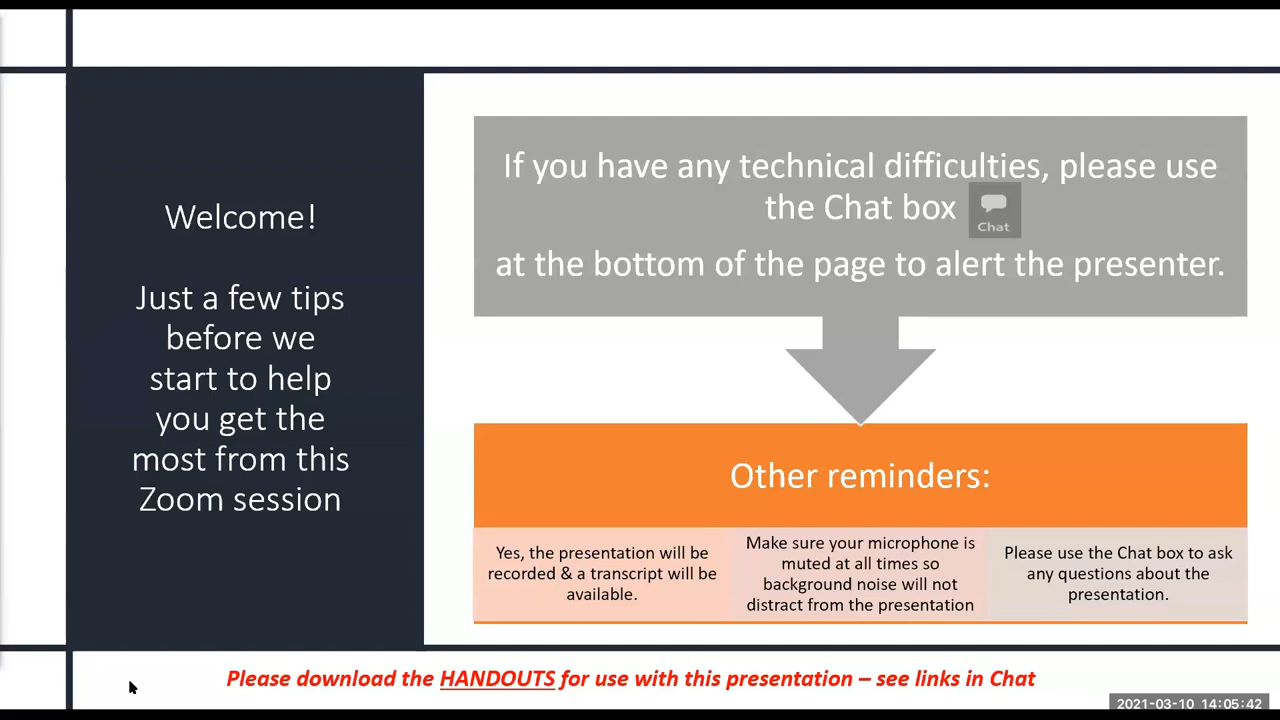 Welcome!
Just a few tips
before we
start to help
you get the
most from this
Zoom session
If you have any technical difficulties, please use
the Chat box
Chat
at the bottom of the page to alert the presenter.
Other reminders:
Yes, the presentation will be
recorded & a transcript will be
available.
Make sure your microphone is
muted at all times so
background noise will not
distract from the presentation
Please use the Chat box to ask
any questions about the
presentation.
Please download the HANDOUTS for use with this presentation – see links in Chat
2021-03-10 14:05:42